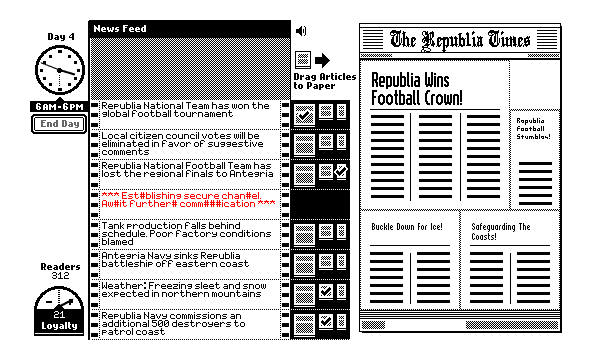 Day 4
6AM-6PM
End Day
Readers
312
21
Loyalty
News Feed
Republia National Team has won the
global football tournament
Local citizen council votes will be
eliminated in favor of suggestive
comments
Republia National Football Team has
lost the regional finals to Antegria
*** Est#blishing secure chan#el.
Aw#it further# comm###ication ***
Tank production falls behind
schedule. Poor factory conditions
blamed
Antegria Navy sinks Republia
battleship off eastern coast
Weather: Freezing sleet and snow
expected in northern mountains
Republia Navy commissions an
additional 500 destroyers to
patrol coast
Drag Articles
to Paper
The Republia Times
Republia Wins
Football Crown!
Republia
Football
Stumbles!
Buckle Down For Ice!
Safeguarding The
Coasts!